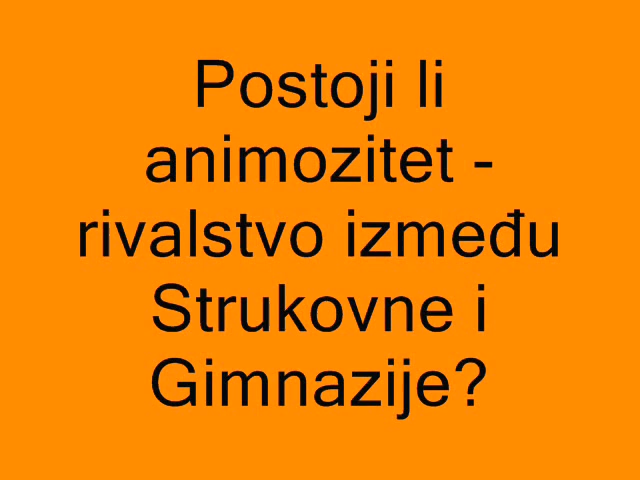 Postoji li
animozitet -
rivalstvo između
Strukovne i
Gimnazije?